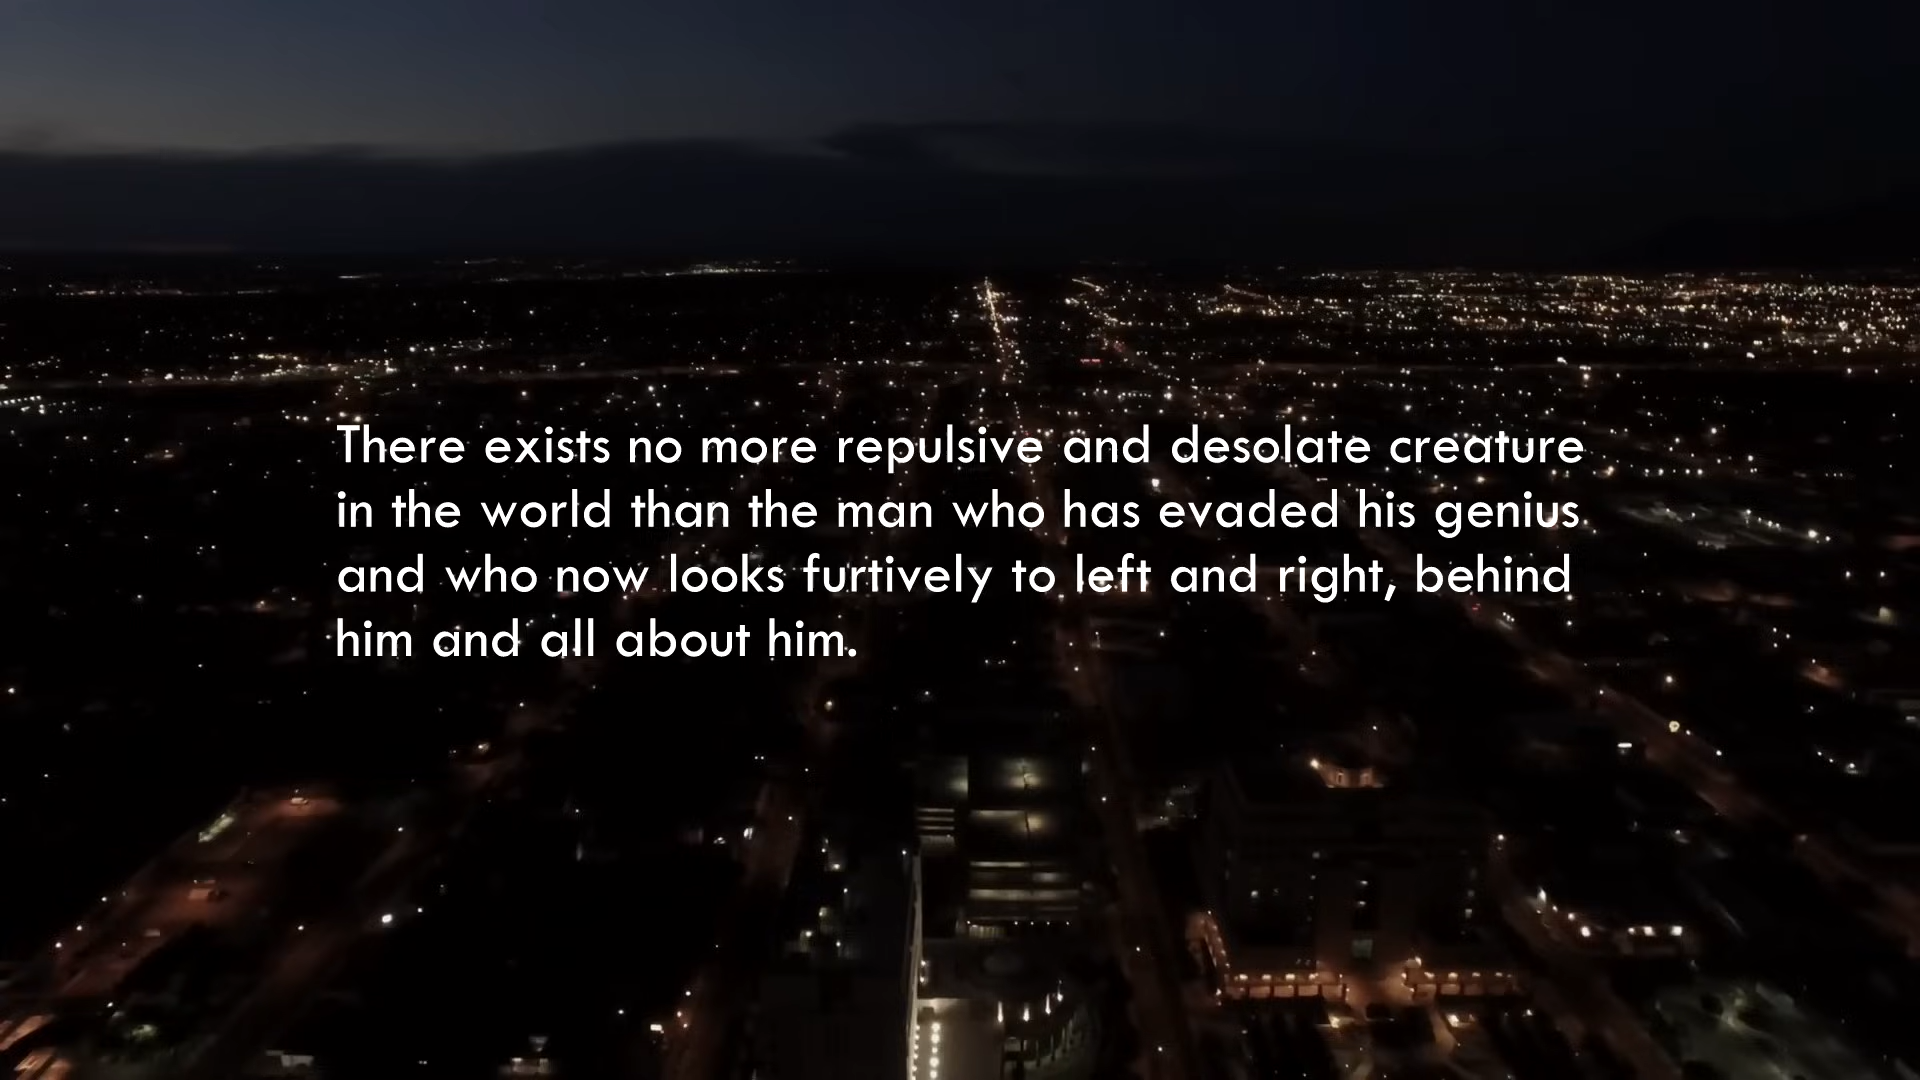 There exists no more repulsive and desolate creature
in the world than the man who has evaded his genius
and who now looks furtively to left and right, behind
him and all about him.